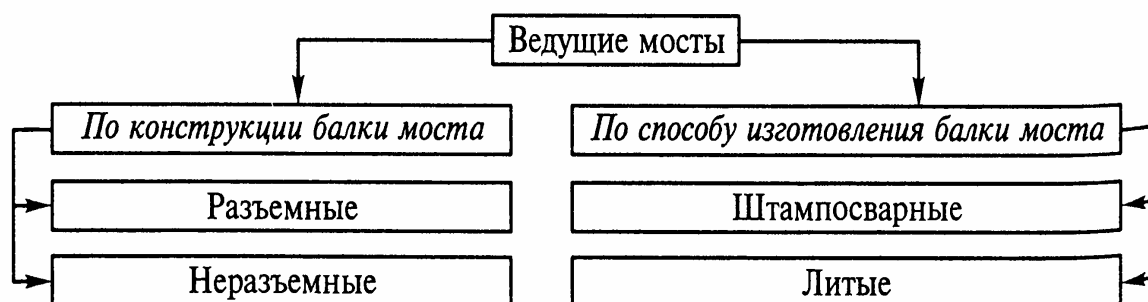 Ведущие мосты
По конструкции балки моста
По способу изготовления балки моста
Разъемные
Штампосварные
Неразъемные
Литые